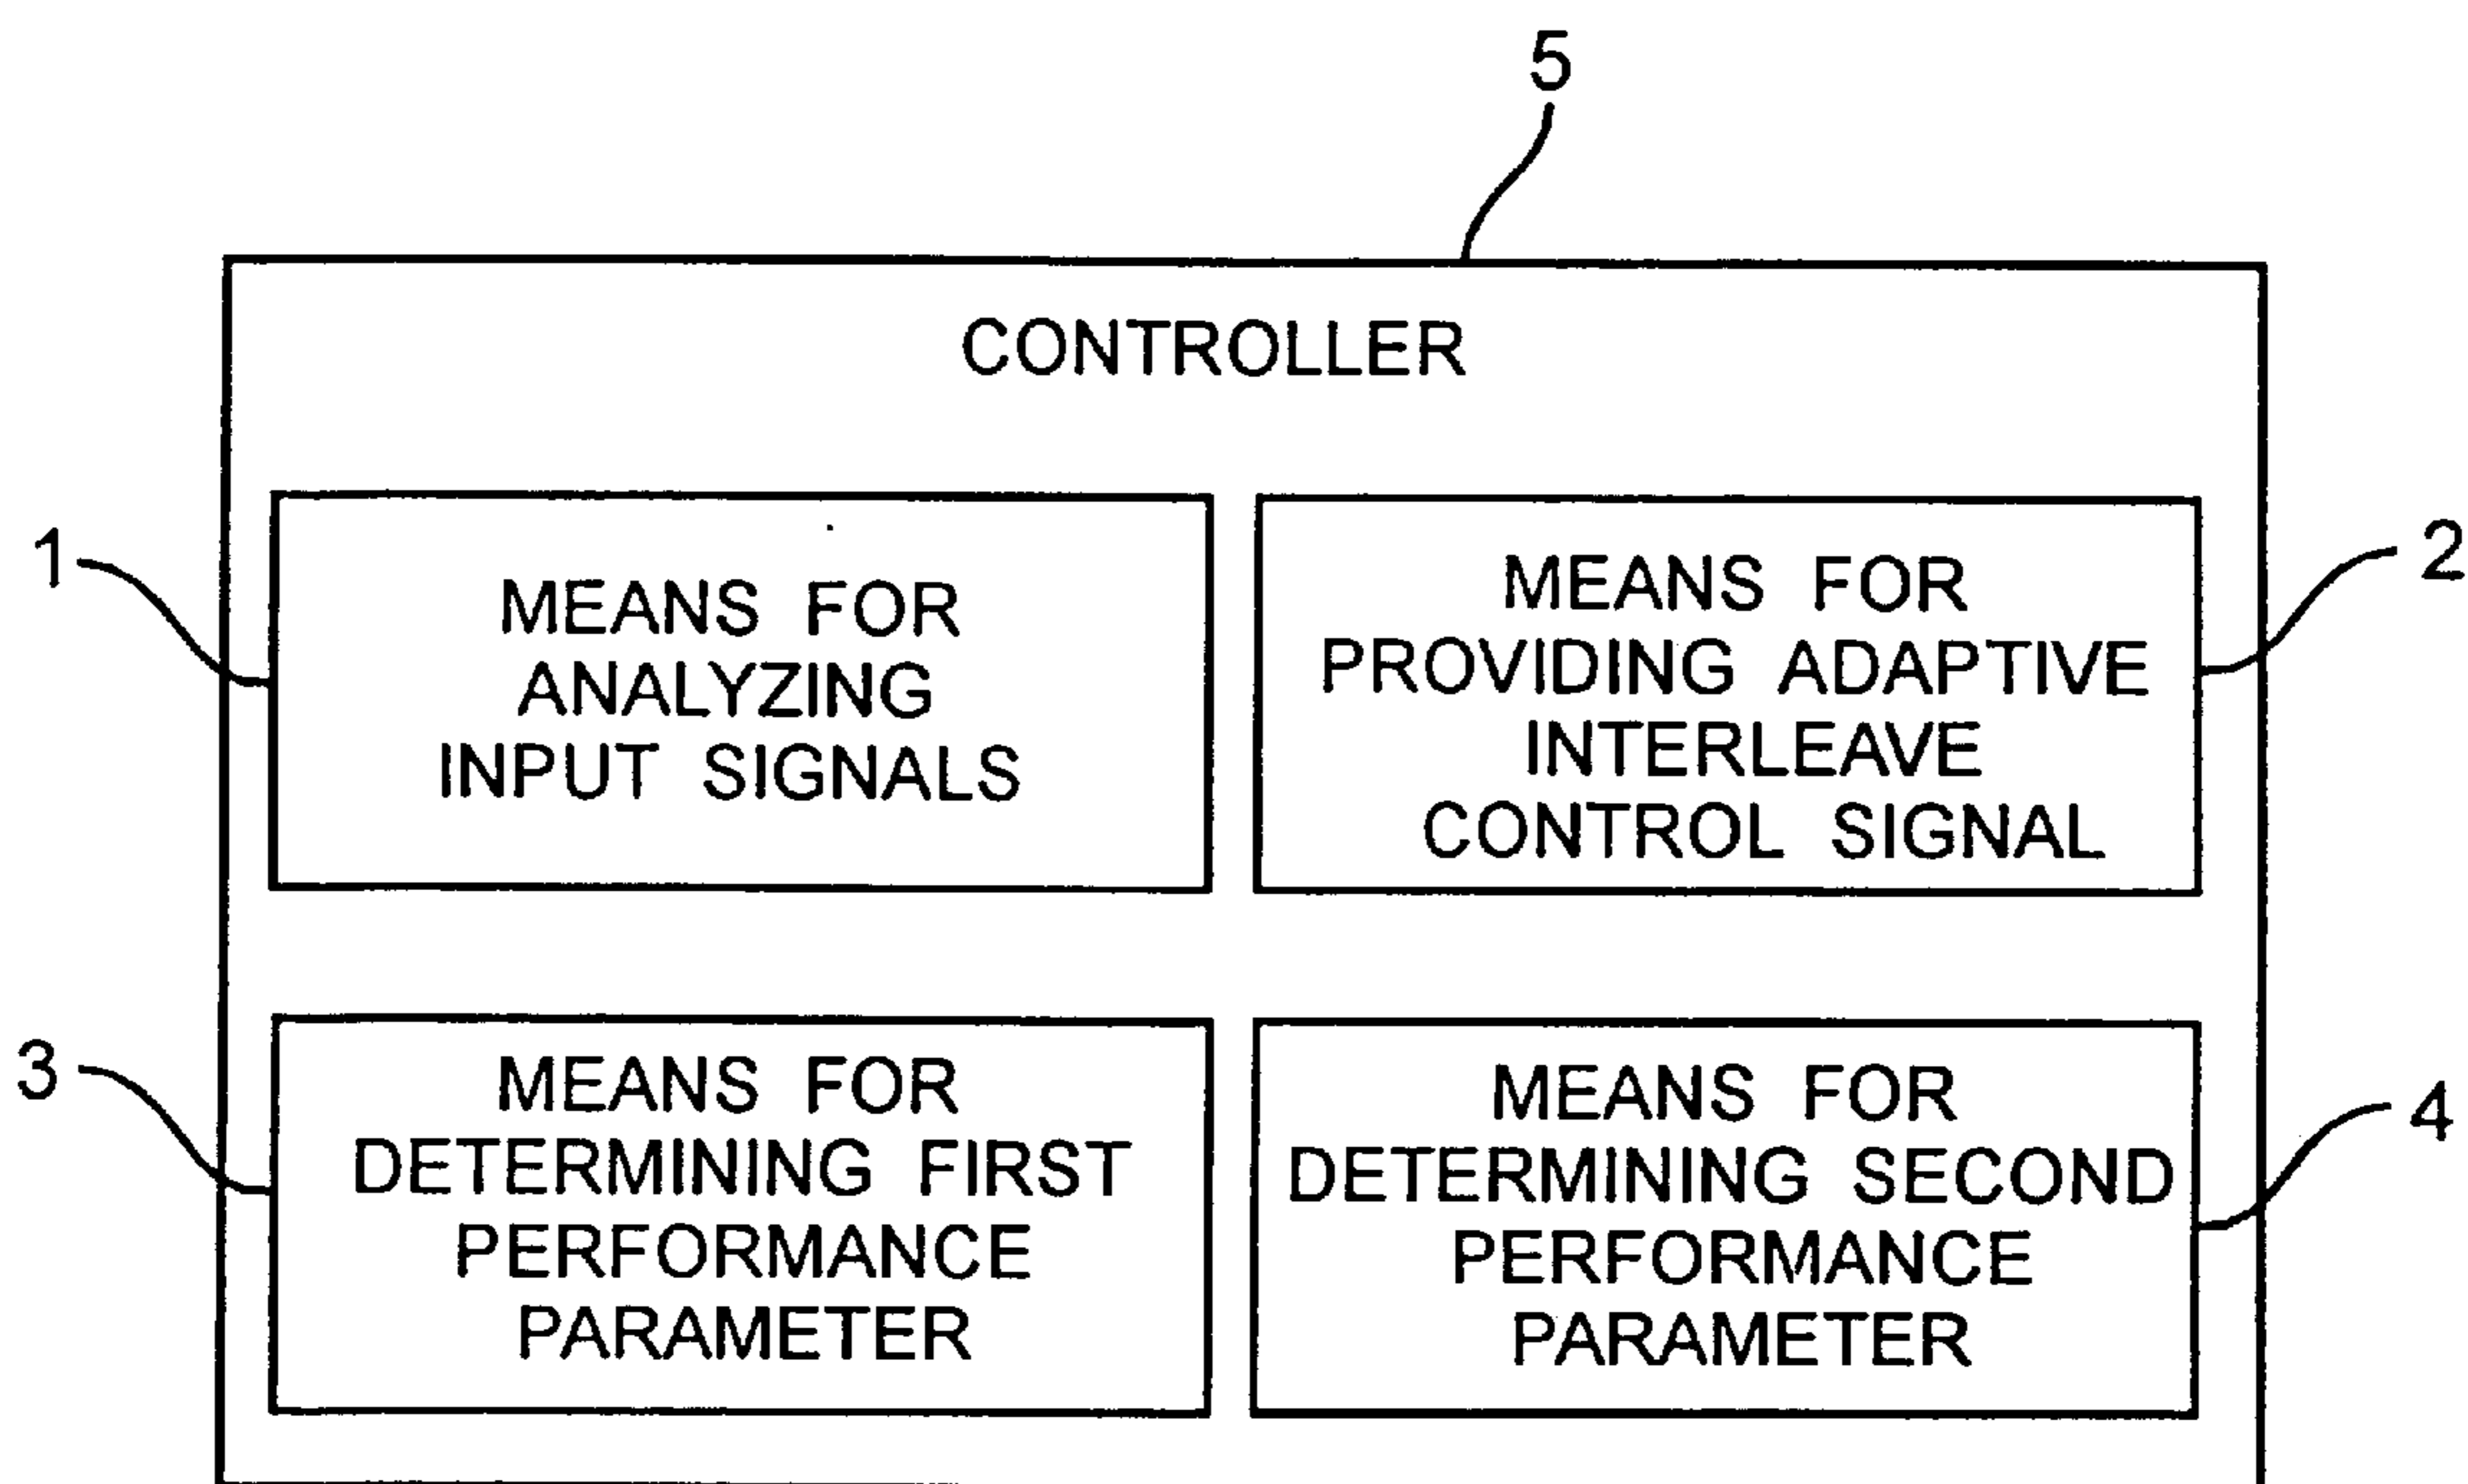 5
CONTROLLER
1
MEANS FOR
ANALYZING
INPUT SIGNALS
MEANS FOR
PROVIDING ADAPTIVE
INTERLEAVE
CONTROL SIGNAL
2
3
MEANS FOR
DETERMINING FIRST
PERFORMANCE
PARAMETER
MEANS FOR
DETERMINING SECOND
PERFORMANCE
PARAMETER
4